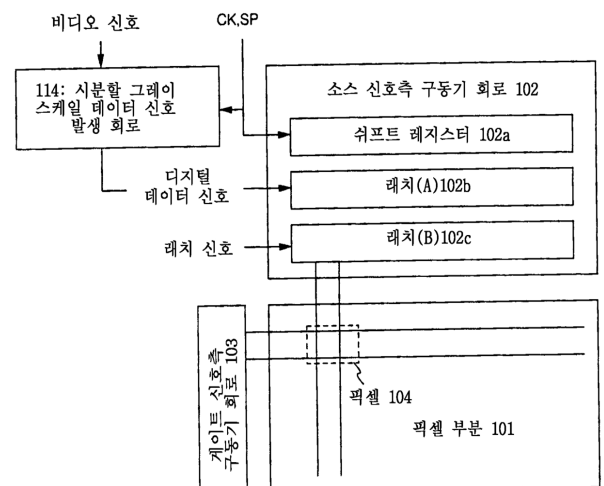 비디오 신호
CK,SP
114: 시분할 그레이
스케일 데이터 신호
발생 회로
소스 신호측 구동기 회로 102
쉬프트 레지스터 102a
디지털
데이터 신호
래치(A)102b
래치 신호
래치(B)102c
게이트 신호측
구동기 회로 103
픽셀 104
픽셀 부분 101